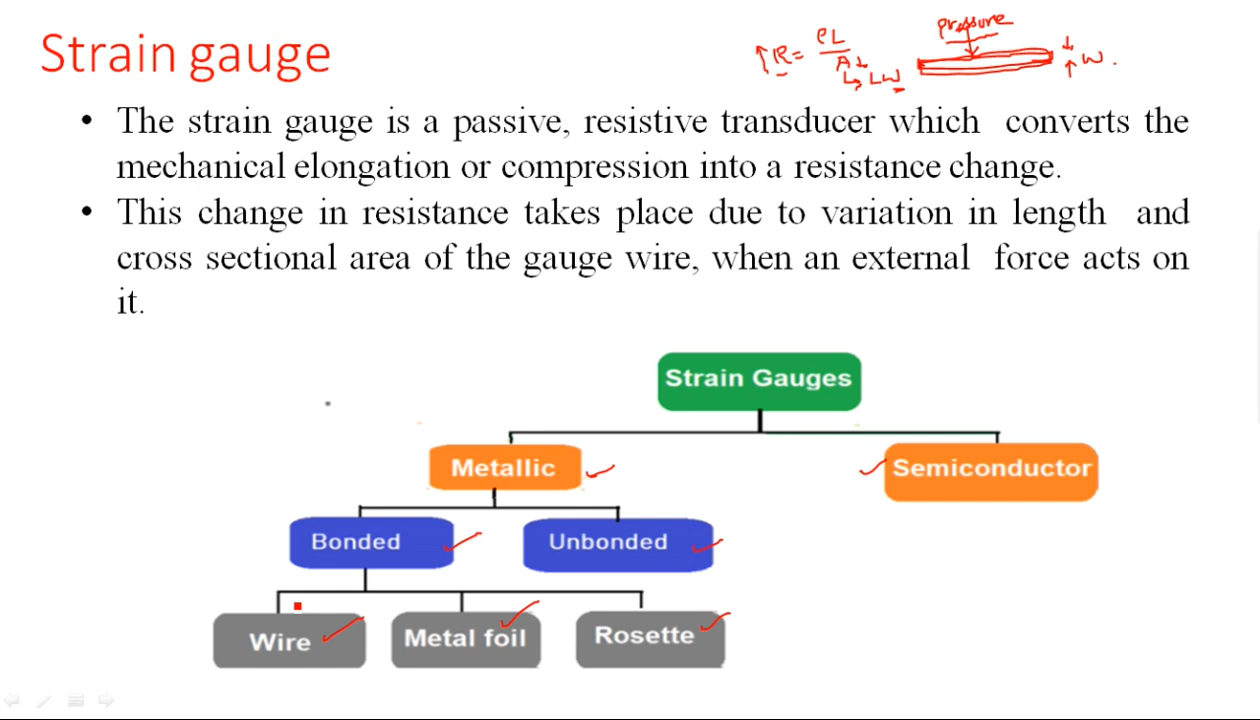 Strain gauge
↑R = ρL
A↓
↳ LW
pressure
↓
↑ W.
• The strain gauge is a passive, resistive transducer which converts the
mechanical elongation or compression into a resistance change.
• This change in resistance takes place due to variation in length and
cross sectional area of the gauge wire, when an external force acts on
it.
Strain Gauges
Metallic
Semiconductor
Bonded
Unbonded
Wire
Metal foil
Rosette